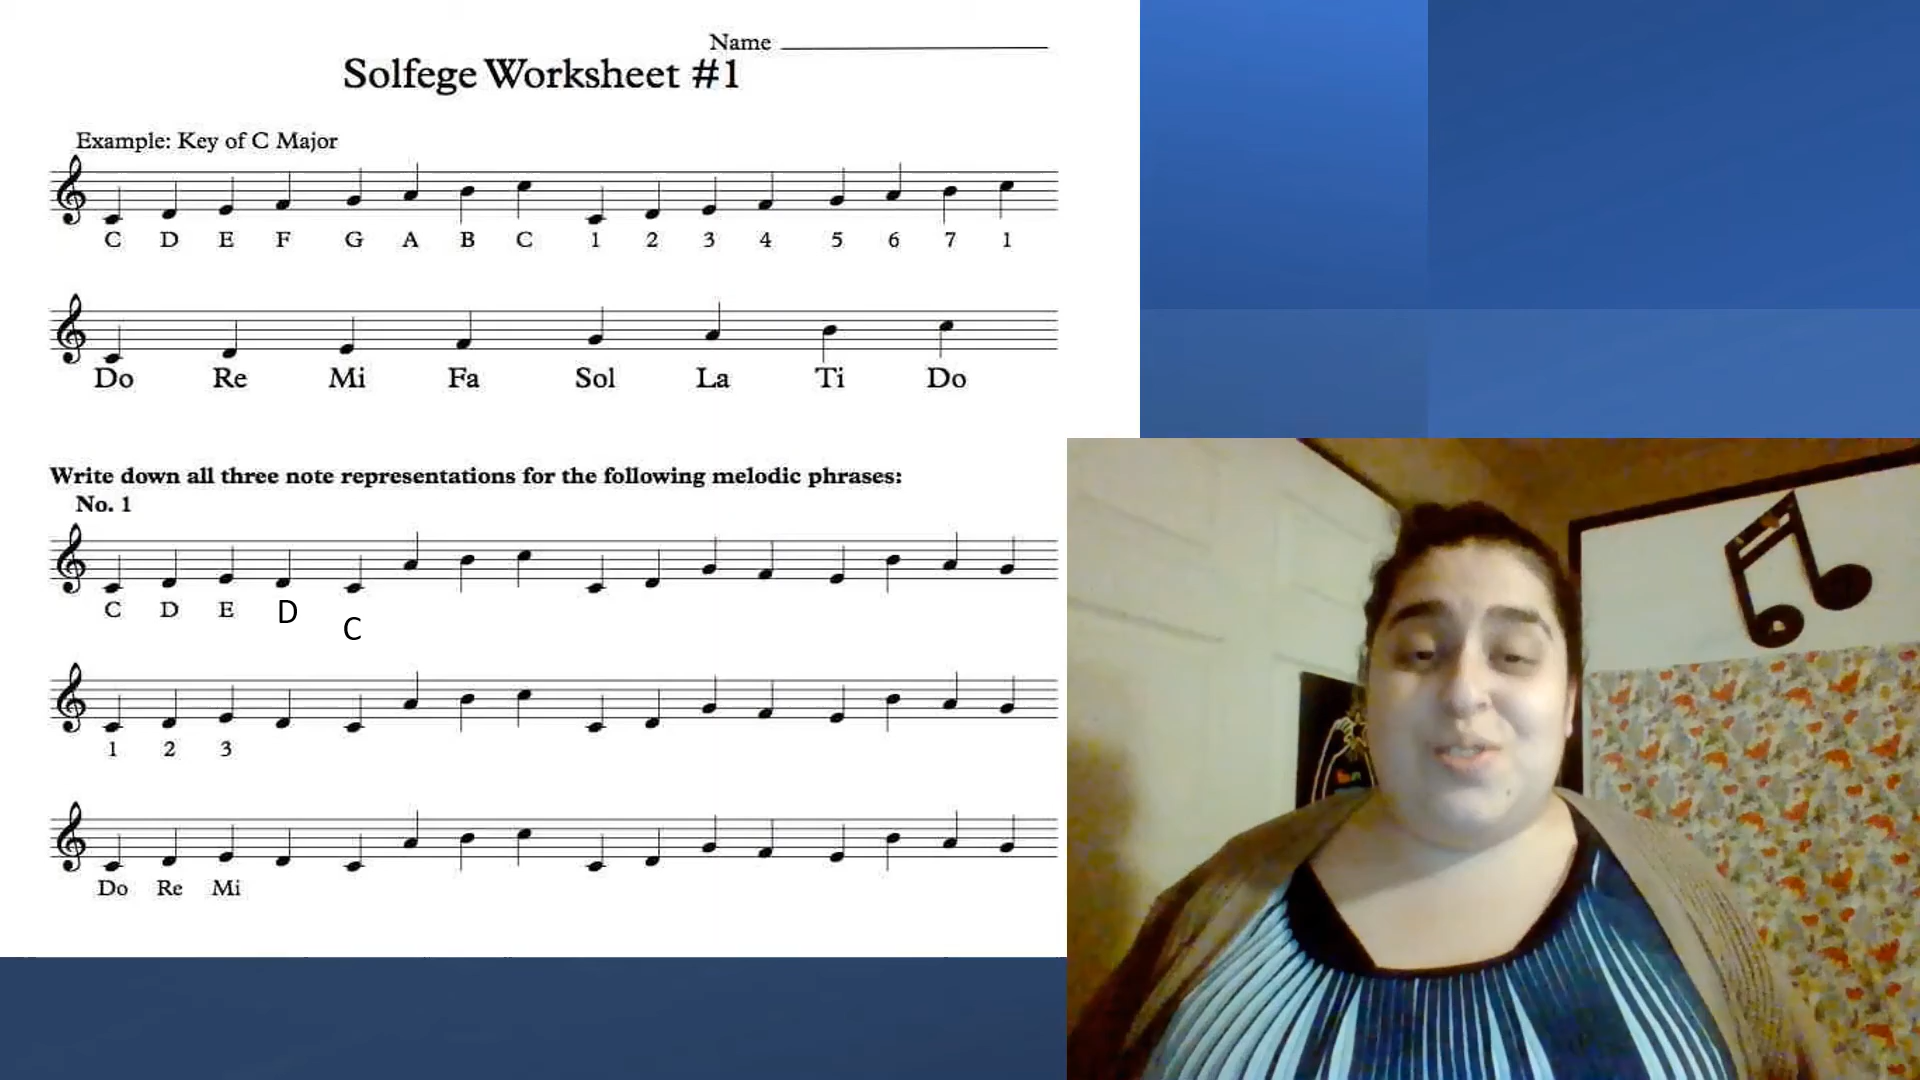 Name
Solfege Worksheet #1
Example: Key of C Major
C D E F G A B C 1 2 3 4 5 6 7 1
Do Re Mi Fa Sol La Ti Do
Write down all three note representations for the following melodic phrases:
No. 1
C D E D
C
1 2 3
Do Re Mi